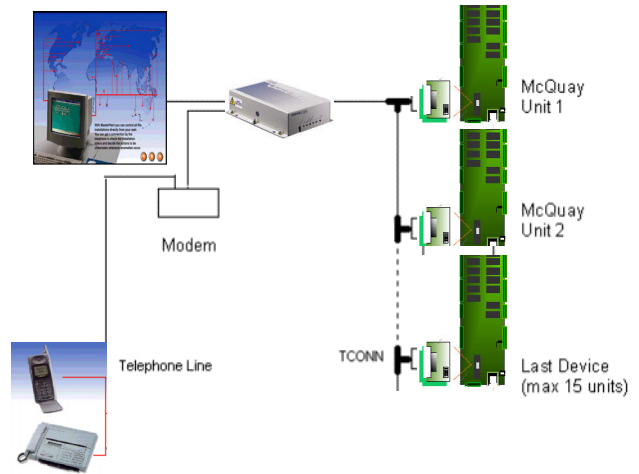 McQuay
Unit 1
McQuay
Unit 2
Modem
Telephone Line
TCONN
Last Device
(max 15 units)